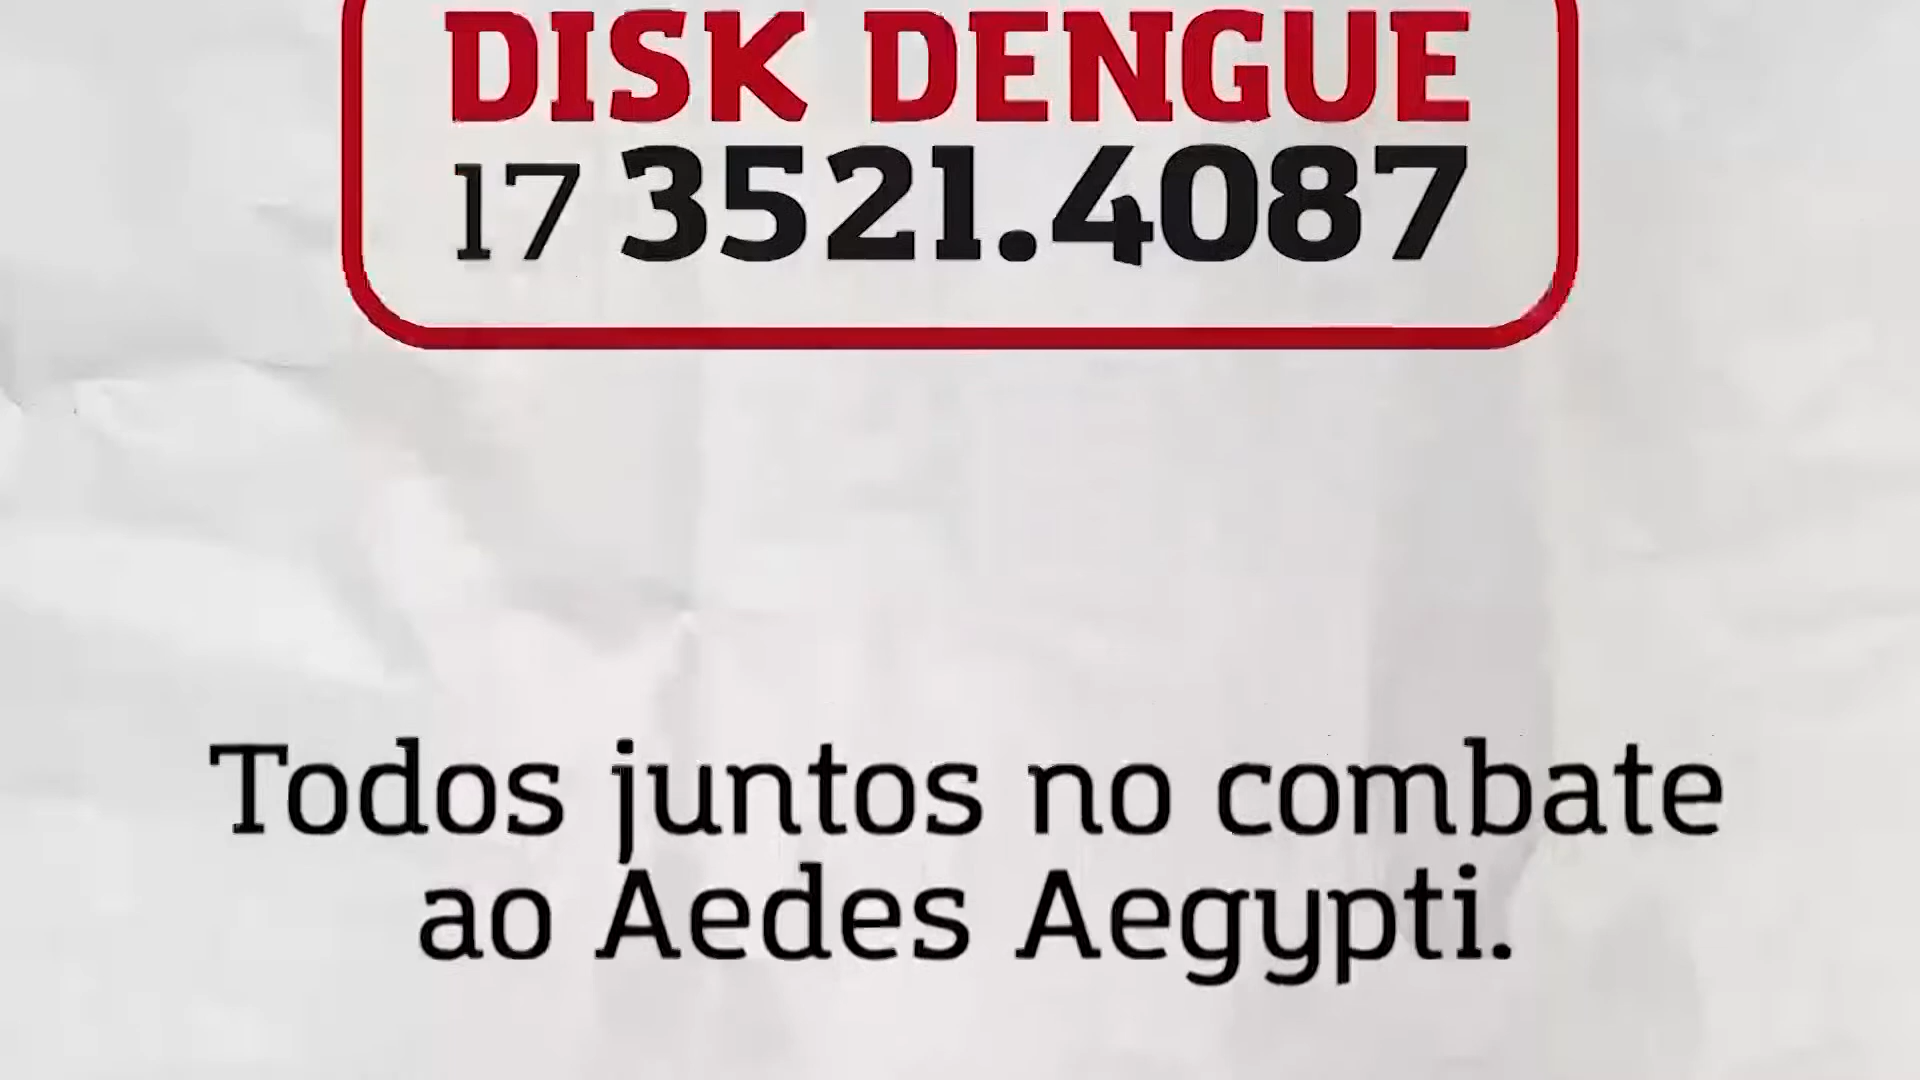 DISK DENGUE
17 3521.4087
Todos juntos no combate
ao Aedes Aegypti.